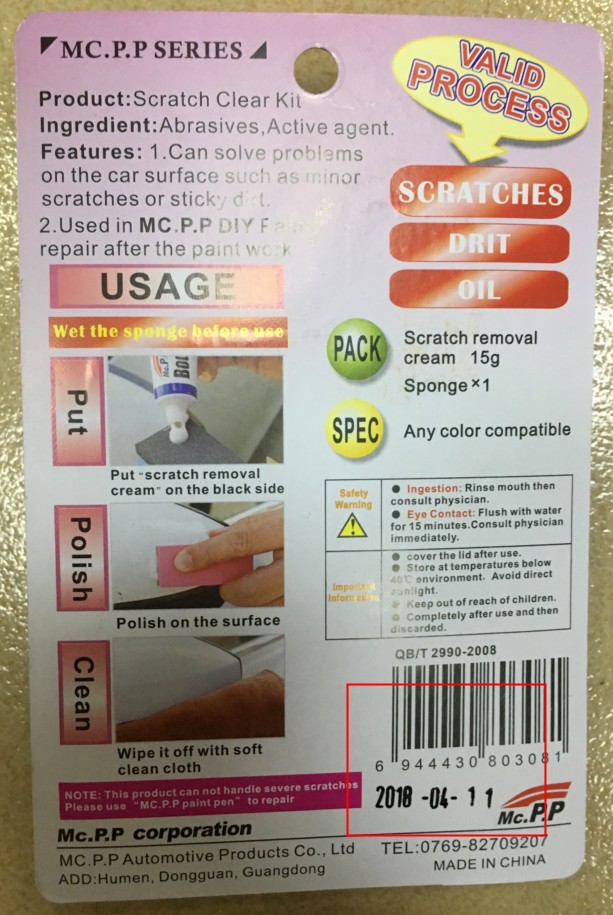 MC.P.P SERIES
VALID
PROCESS
Product:Scratch Clear Kit
Ingredient:Abrasives,Active agent.
Features: 1.Can solve problems
on the car surface such as minor
scratches or sticky dirt.
2.Used in MC.P.P DIY
repair after the paint work
SCRATCHES
DRIT
OIL
USAGE
Wet the sponge before use
Put
Mc.P.P
Put "scratch removal
cream" on the black side
Polish
Polish on the surface
Clean
Wipe it off with soft
clean cloth
PACK
Scratch removal
cream 15g
Sponge×1
SPEC
Any color compatible
Safety
Warning
● Ingestion: Rinse mouth then
consult physician.
● Eye Contact: Flush with water
for 15 minutes.Consult physician
immediately.
Important
Information
● cover the lid after use.
● Store at temperatures below
40℃ environment. Avoid direct
sunlight.
● Keep out of reach of children.
● Completely after use and then
discarded.
QB/T 2990-2008
6 944430 803081
2018-04-11
Mc.P.P
NOTE: This product can not handle severe scratches
Please use "MC.P.P paint pen" to repair
Mc.P.P corporation
MC.P.P Automotive Products Co., Ltd
ADD:Humen, Dongguan, Guangdong
TEL:0769-82709207
MADE IN CHINA